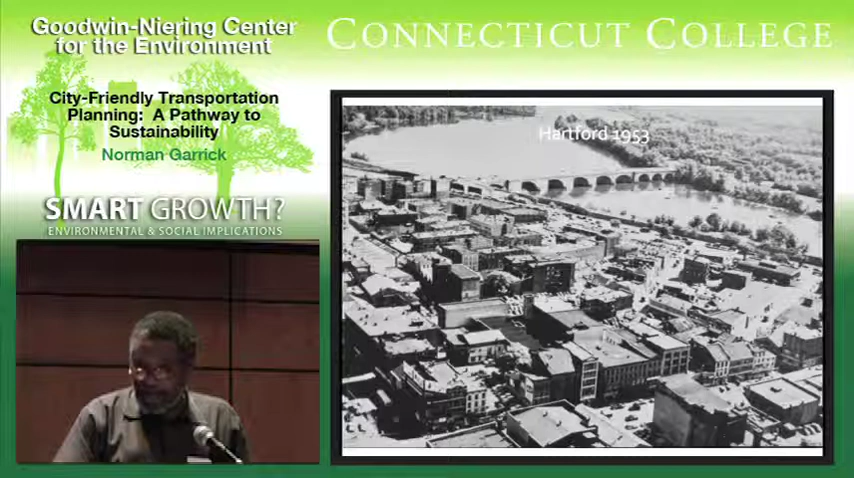 Goodwin-Niering Center
for the Environment
CONNECTICUT COLLEGE
City-Friendly Transportation
Planning: A Pathway to
Sustainability
Norman Garrick
SMART GROWTH?
ENVIRONMENTAL & SOCIAL IMPLICATIONS
Hartford 1953